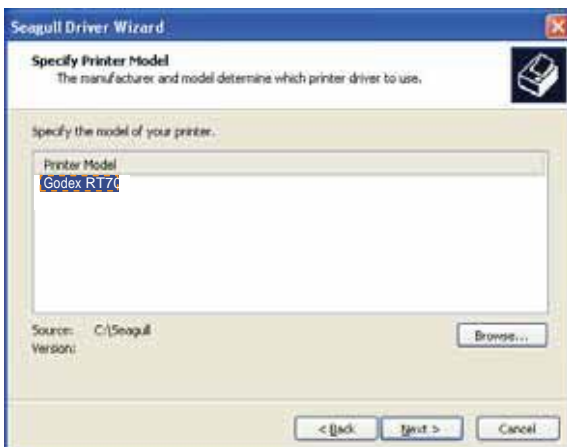 Seagull Driver Wizard
Specify Printer Model
The manufacturer and model determine which printer driver to use.
Specify the model of your printer.
Printer Model
Godex RT70
Source: C:\Seagull
Browse...
Version:
< Back
Next >
Cancel